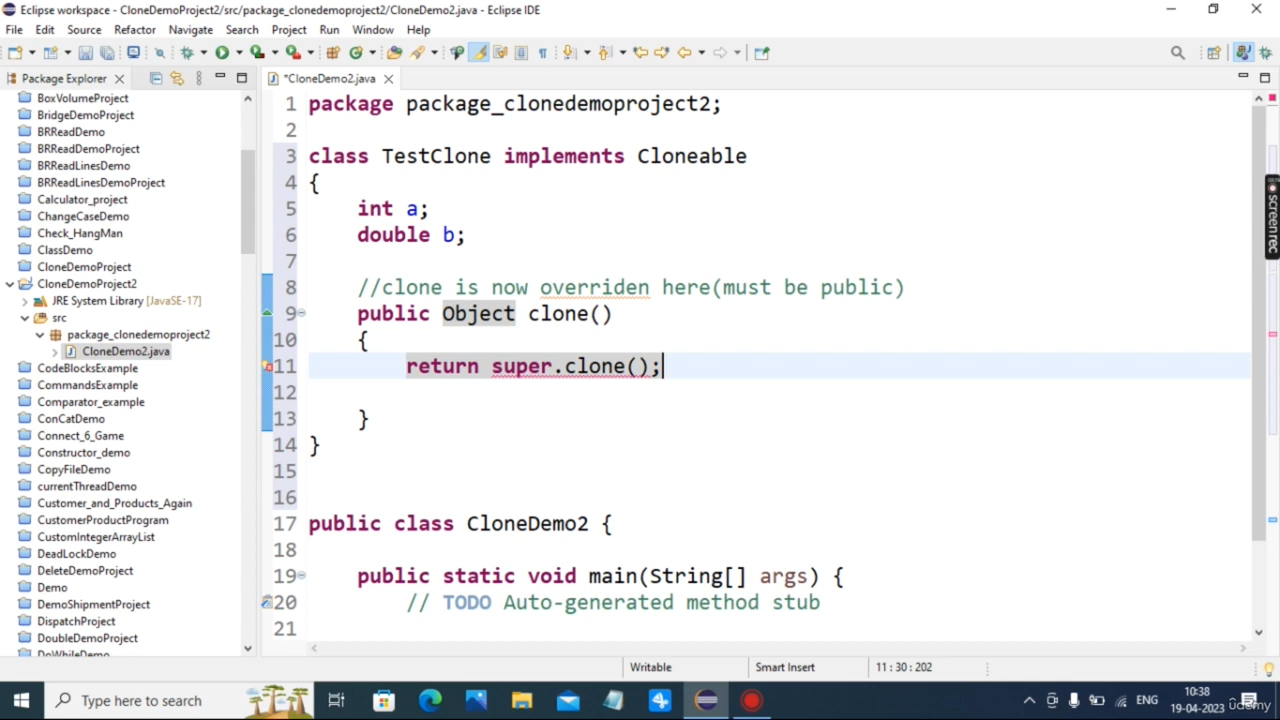 Eclipse workspace - CloneDemoProject2/src/package_clonedemoproject2/CloneDemo2.java - Eclipse IDE
File Edit Source Refactor Navigate Search Project Run Window Help
Package Explorer
*CloneDemo2.java
BoxVolumeProject
BridgeDemoProject
BRReadDemo
BRReadDemoProject
BRReadLinesDemo
BRReadLinesDemoProject
Calculator_project
ChangeCaseDemo
Check_HangMan
ClassDemo
CloneDemoProject
CloneDemoProject2
JRE System Library [JavaSE-17]
src
package_clonedemoproject2
CloneDemo2.java
CodeBlocksExample
CommandsExample
Comparator_example
ConCatDemo
Connect_6_Game
Constructor_demo
CopyFileDemo
currentThreadDemo
Customer_and_Products_Again
CustomerProductProgram
CustomIntegerArrayList
DeadLockDemo
DeleteDemoProject
Demo
DemoShipmentProject
DispatchProject
DoubleDemoProject
DoWhileDemo
1 package package_clonedemoproject2;
2
3 class TestClone implements Cloneable
4 {
5 int a;
6 double b;
7
8 //clone is now overriden here(must be public)
9 public Object clone()
10 {
11 return super.clone();
12
13 }
14 }
15
16
17 public class CloneDemo2 {
18
19 public static void main(String[] args) {
20 // TODO Auto-generated method stub
21
screenrec
Writable Smart Insert 11 : 30 : 202
Type here to search
ENG
10:38
19-04-2023
ûdemy